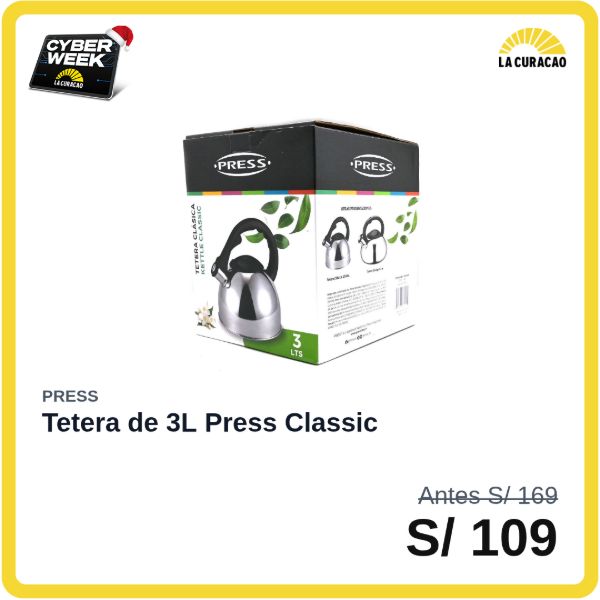 CYBER
WEEK
LA CURACAO
LA CURACAO
PRESS
PRESS
TETERA CLÁSICA
KETTLE CLASSIC
3
LTS
PRESS
Tetera de 3L Press Classic
Antes S/ 169
S/ 109